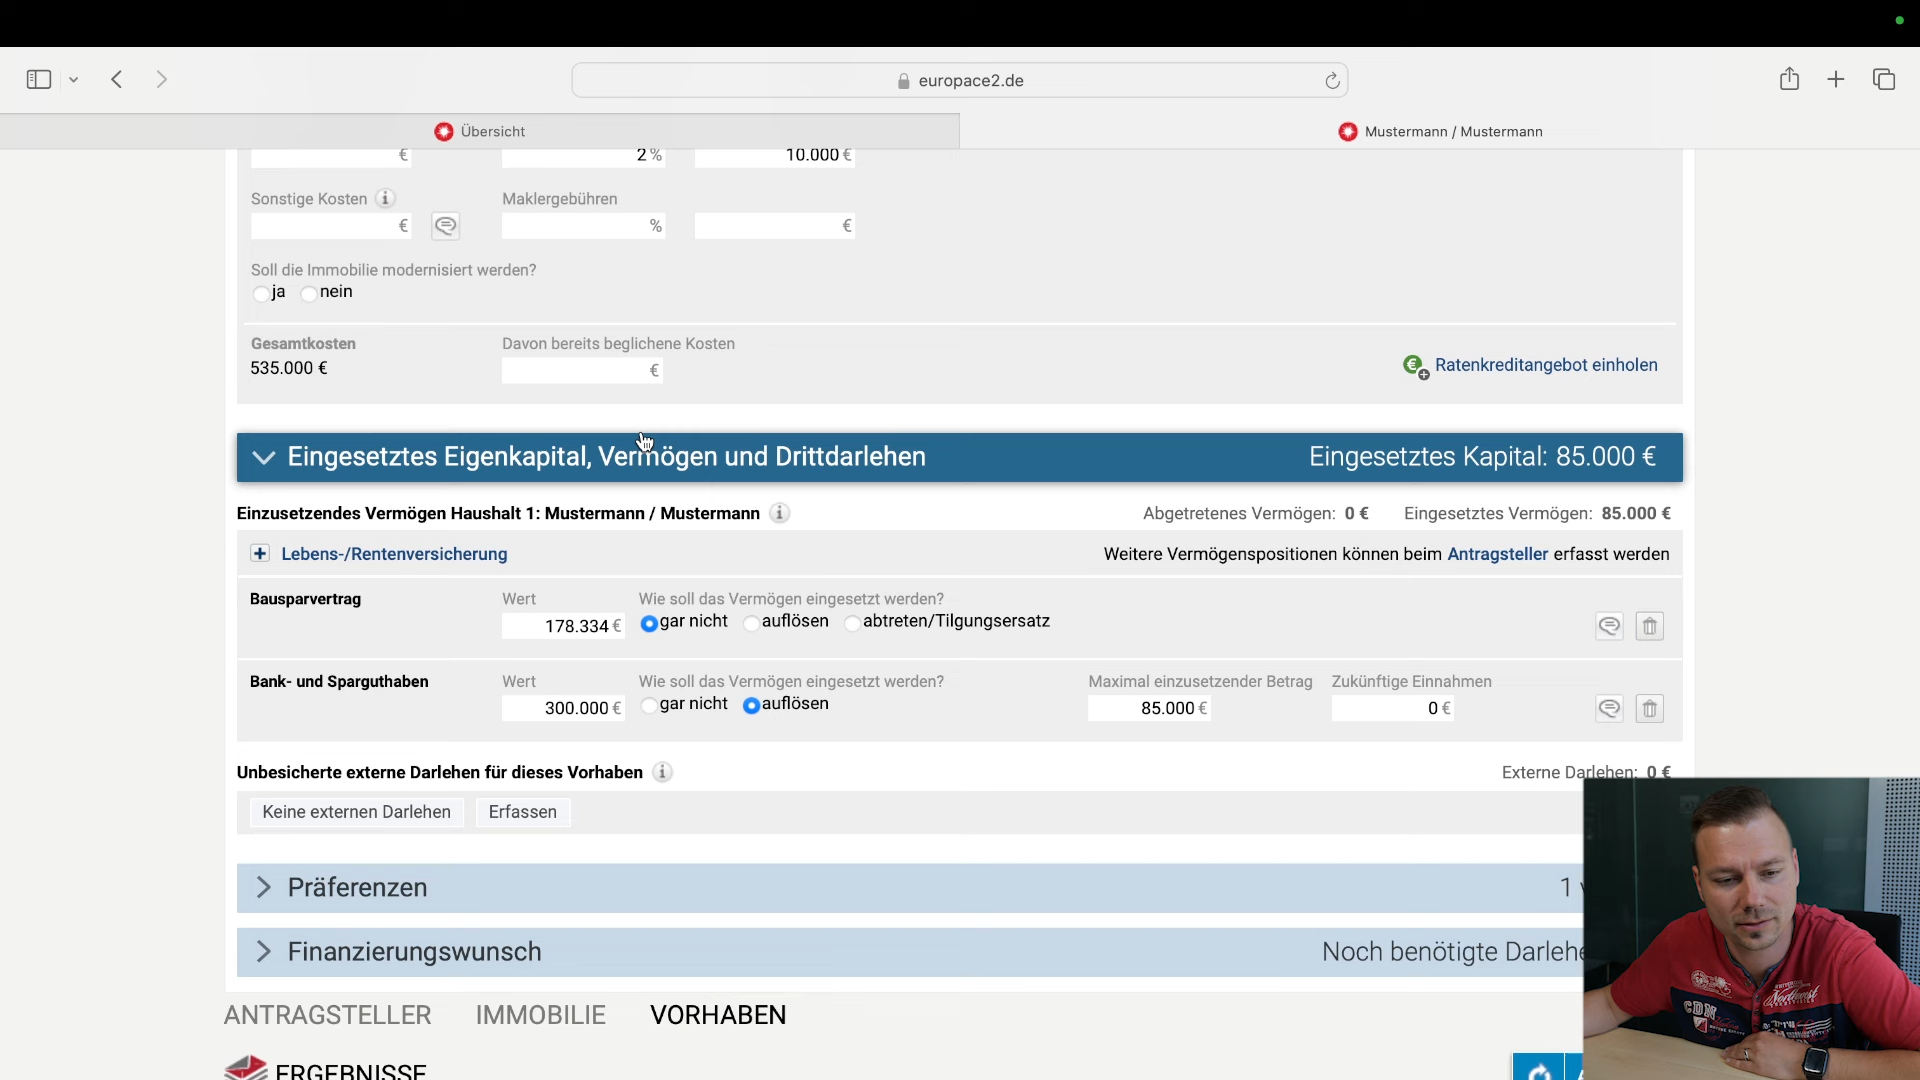 europace2.de
Übersicht
Mustermann / Mustermann
€ 2 % 10.000 €
Sonstige Kosten i Maklergebühren
€ % €
Soll die Immobilie modernisiert werden?
ja nein
Gesamtkosten Davon bereits beglichene Kosten
535.000 € € Ratenkreditangebot einholen
Eingesetztes Eigenkapital, Vermögen und Drittdarlehen Eingesetztes Kapital: 85.000 €
Einzusetzendes Vermögen Haushalt 1: Mustermann / Mustermann i Abgetretenes Vermögen: 0 € Eingesetztes Vermögen: 85.000 €
Lebens-/Rentenversicherung Weitere Vermögenspositionen können beim Antragsteller erfasst werden
Bausparvertrag Wert Wie soll das Vermögen eingesetzt werden?
178.334 € gar nicht auflösen abtreten/Tilgungsersatz
Bank- und Sparguthaben Wert Wie soll das Vermögen eingesetzt werden? Maximal einzusetzender Betrag Zukünftige Einnahmen
300.000 € gar nicht auflösen 85.000 € 0 €
Unbesicherte externe Darlehen für dieses Vorhaben i Externe Darlehen: 0 €
Keine externen Darlehen Erfassen
Präferenzen 1
Finanzierungswunsch Noch benötigte Darlehe
ANTRAGSTELLER IMMOBILIE VORHABEN
ERGEBNISSE
CDM